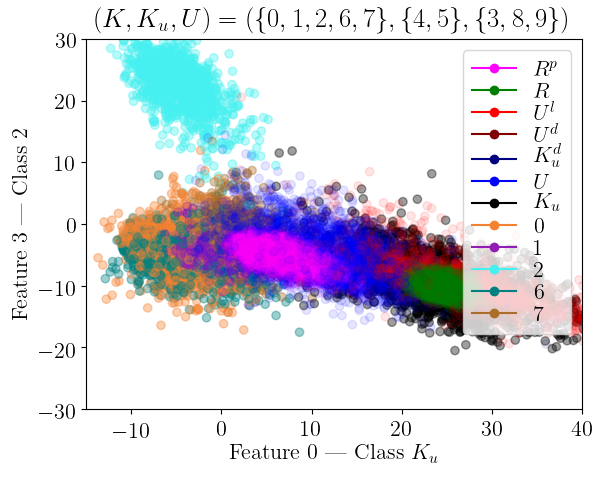 (K, K_u, U) = ({0, 1, 2, 6, 7}, {4, 5}, {3, 8, 9})
30
20
10
0
−10
−20
−30
−10
0
10
20
30
40
Feature 3 — Class 2
Feature 0 — Class K_u
R^p
R
U^l
U^d
K_u^d
U
K_u
0
1
2
6
7